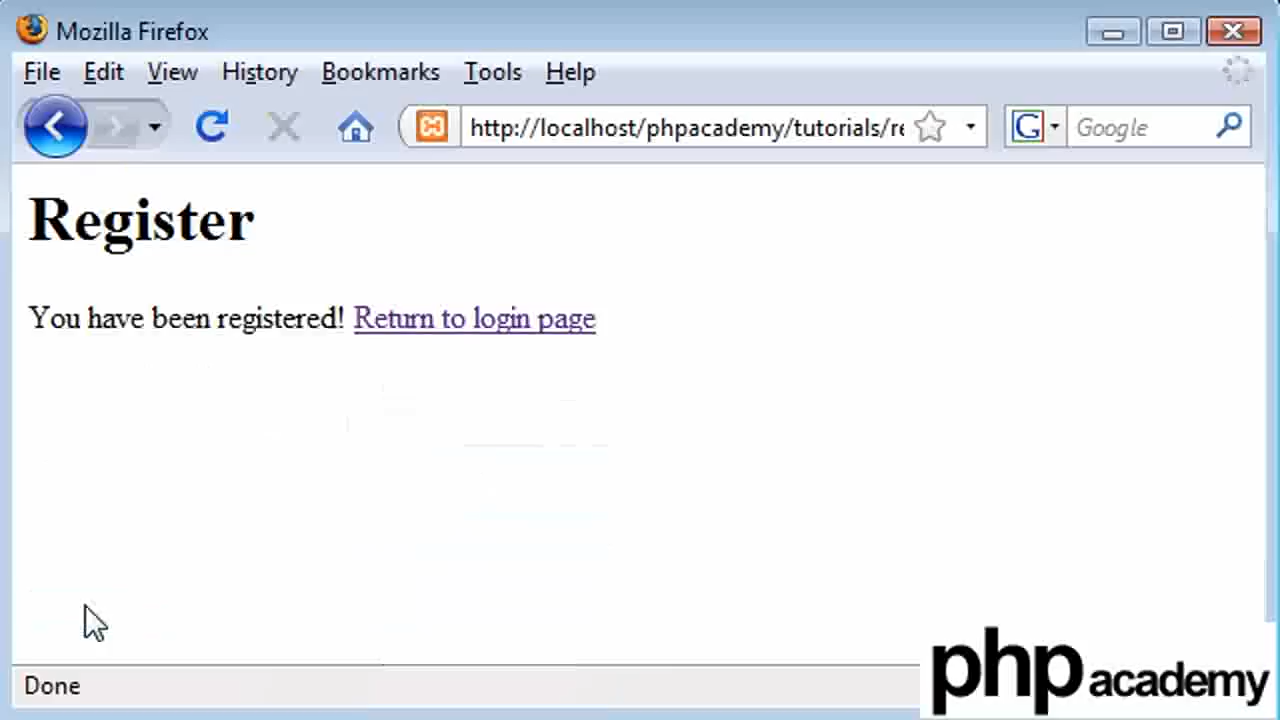 Mozilla Firefox
File Edit View History Bookmarks Tools Help
http://localhost/phpacademy/tutorials/re Google
Register
You have been registered! Return to login page
Done
php academy